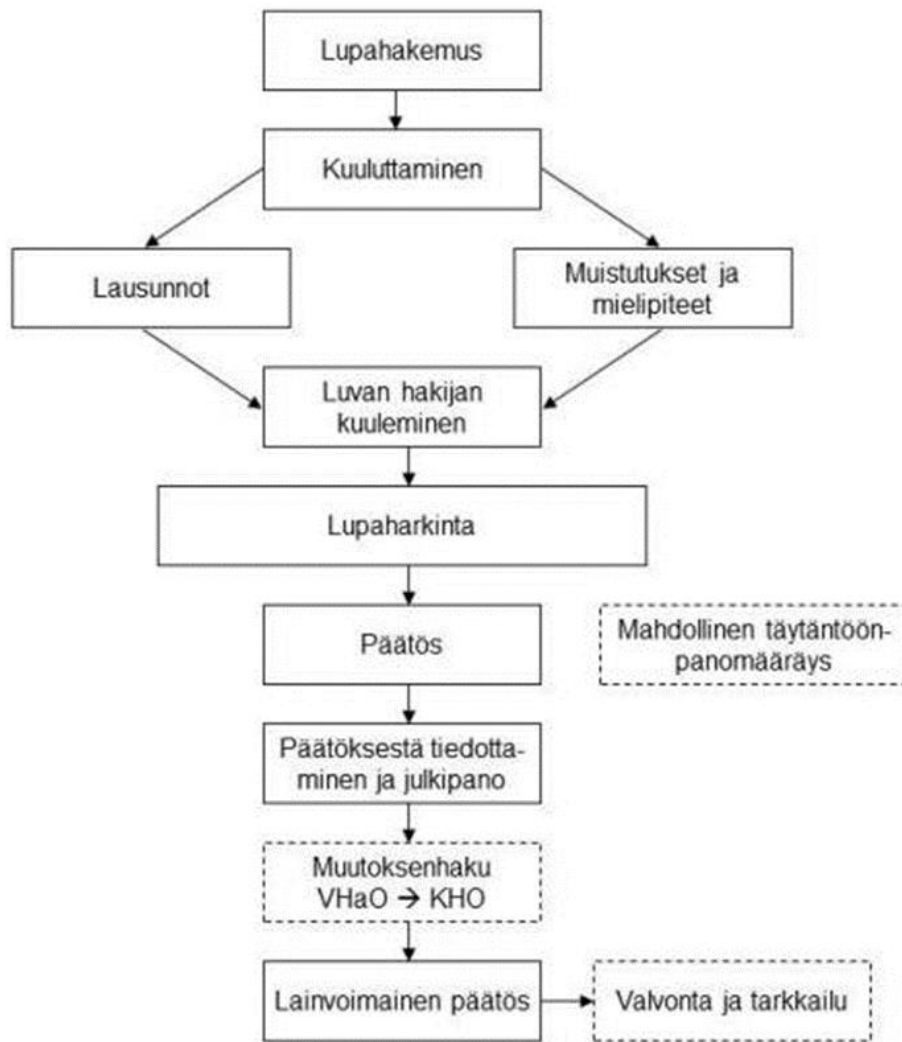 Lupahakemus
Kuuluttaminen
Lausunnot
Muistutukset ja
mielipiteet
Luvan hakijan
kuuleminen
Lupaharkinta
Päätös
Mahdollinen täytäntöön-
panomääräys
Päätöksestä tiedotta-
minen ja julkipano
Muutoksenhaku
VHaO → KHO
Lainvoimainen päätös
Valvonta ja tarkkailu